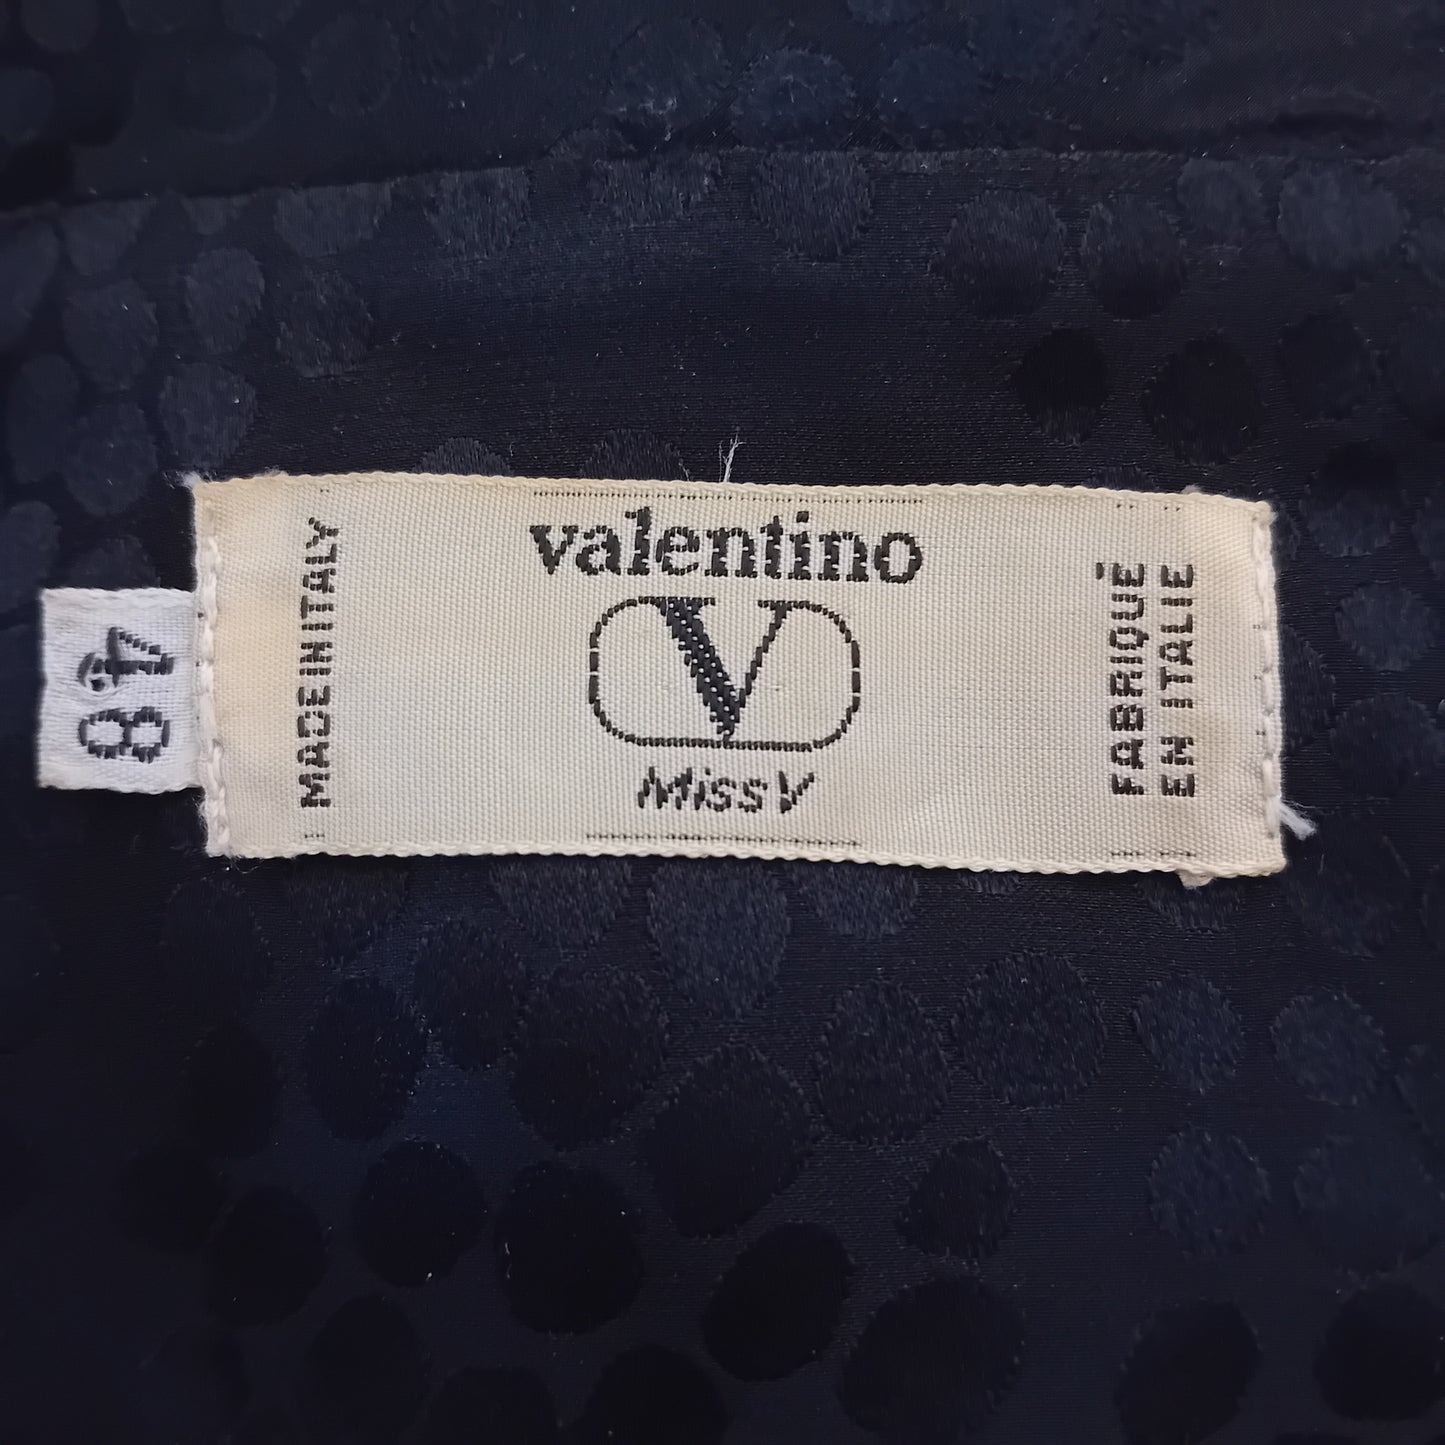 valentino
V
Miss V
MADE IN ITALY
FABRIQUÉ
EN ITALIE
48